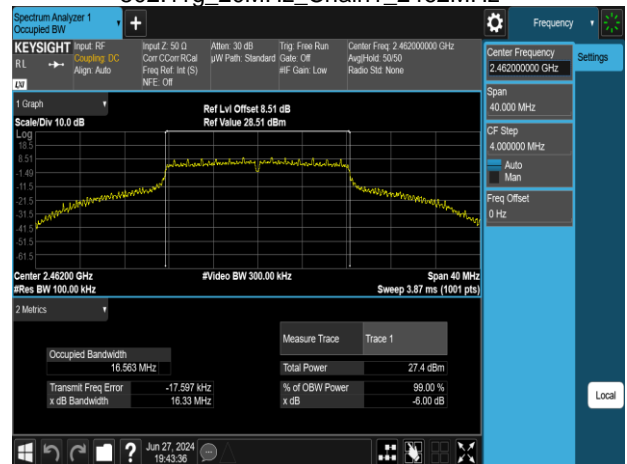 802.11g_20MHz_Chain1_2462MHz
Spectrum Analyzer 1
Occupied BW
Frequency
KEYSIGHT
RL
LXI
Input: RF
Coupling: DC
Align: Auto
Input Z: 50 Ω
Corr CCorr RCal
Freq Ref: Int (S)
NFE: Off
Atten: 30 dB
µW Path: Standard
Trig: Free Run
Gate: Off
#IF Gain: Low
Center Freq: 2.462000000 GHz
Avg|Hold: 50/50
Radio Std: None
Center Frequency
2.462000000 GHz
Settings
Span
40.000 MHz
CF Step
4.000000 MHz
Auto
Man
Freq Offset
0 Hz
1 Graph
Scale/Div 10.0 dB
Ref Lvl Offset 8.51 dB
Ref Value 28.51 dBm
Log
18.5
8.51
-1.49
-11.5
-21.5
-31.5
-41.5
-51.5
-61.5
Center 2.46200 GHz
#Video BW 300.00 kHz
Span 40 MHz
#Res BW 100.00 kHz
Sweep 3.87 ms (1001 pts)
2 Metrics
Measure Trace Trace 1
Occupied Bandwidth
16.563 MHz
Total Power 27.4 dBm
Transmit Freq Error -17.597 kHz
% of OBW Power 99.00 %
x dB Bandwidth 16.33 MHz
x dB -6.00 dB
Local
Jun 27, 2024
19:43:36